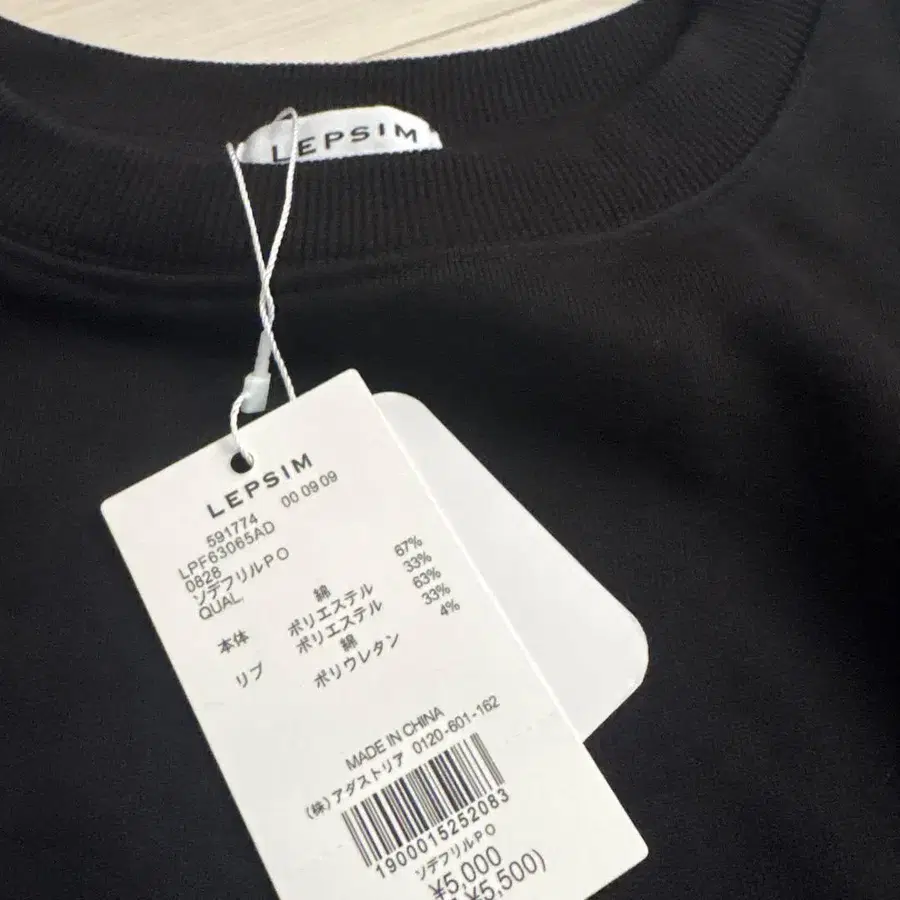 LEPSIM
LEPSIM
591774 00 09 09
LPF63065AD
0828
ソデフリルPO
QUAL.
本体 綿 67%
ポリエステル 33%
リブ ポリエステル 63%
綿 33%
ポリウレタン 4%
MADE IN CHINA
(株)アダストリア 0120-601-162
1900015252083
ソデフリルPO
¥5,000
¥5,500)